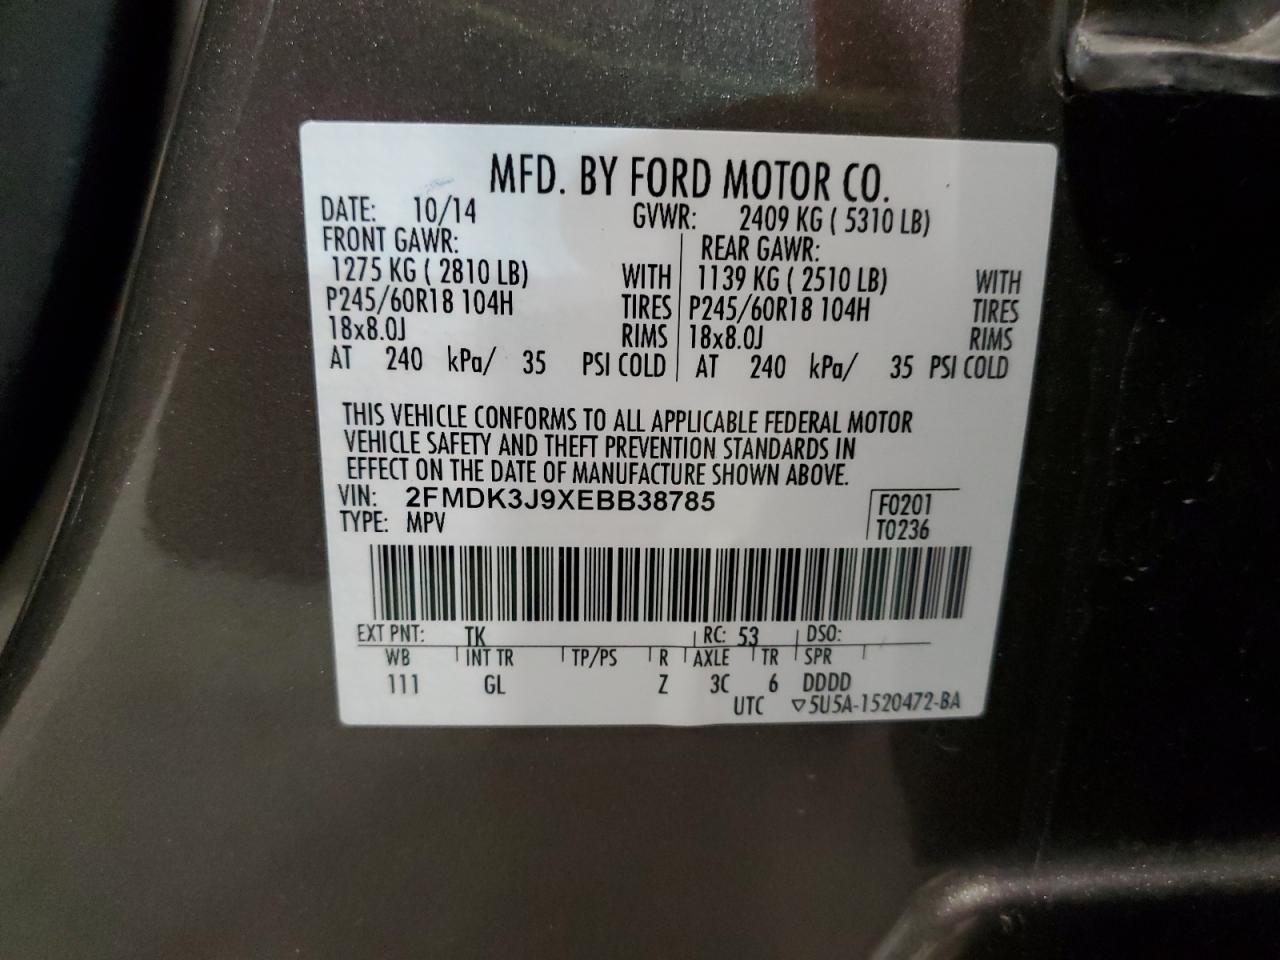 MFD. BY FORD MOTOR CO.
DATE: 10/14 GVWR: 2409 KG ( 5310 LB)
FRONT GAWR: REAR GAWR:
1275 KG ( 2810 LB) WITH 1139 KG ( 2510 LB) WITH
P245/60R18 104H TIRES P245/60R18 104H TIRES
18x8.0J RIMS 18x8.0J RIMS
AT 240 kPa/ 35 PSI COLD AT 240 kPa/ 35 PSI COLD
THIS VEHICLE CONFORMS TO ALL APPLICABLE FEDERAL MOTOR
VEHICLE SAFETY AND THEFT PREVENTION STANDARDS IN
EFFECT ON THE DATE OF MANUFACTURE SHOWN ABOVE.
VIN: 2FMDK3J9XEBB38785 F0201
TYPE: MPV T0236
EXT PNT: TK RC: 53 DSO:
WB INT TR TP/PS R AXLE TR SPR
111 GL Z 3C 6 DDDD
UTC ▽5U5A-1520472-BA